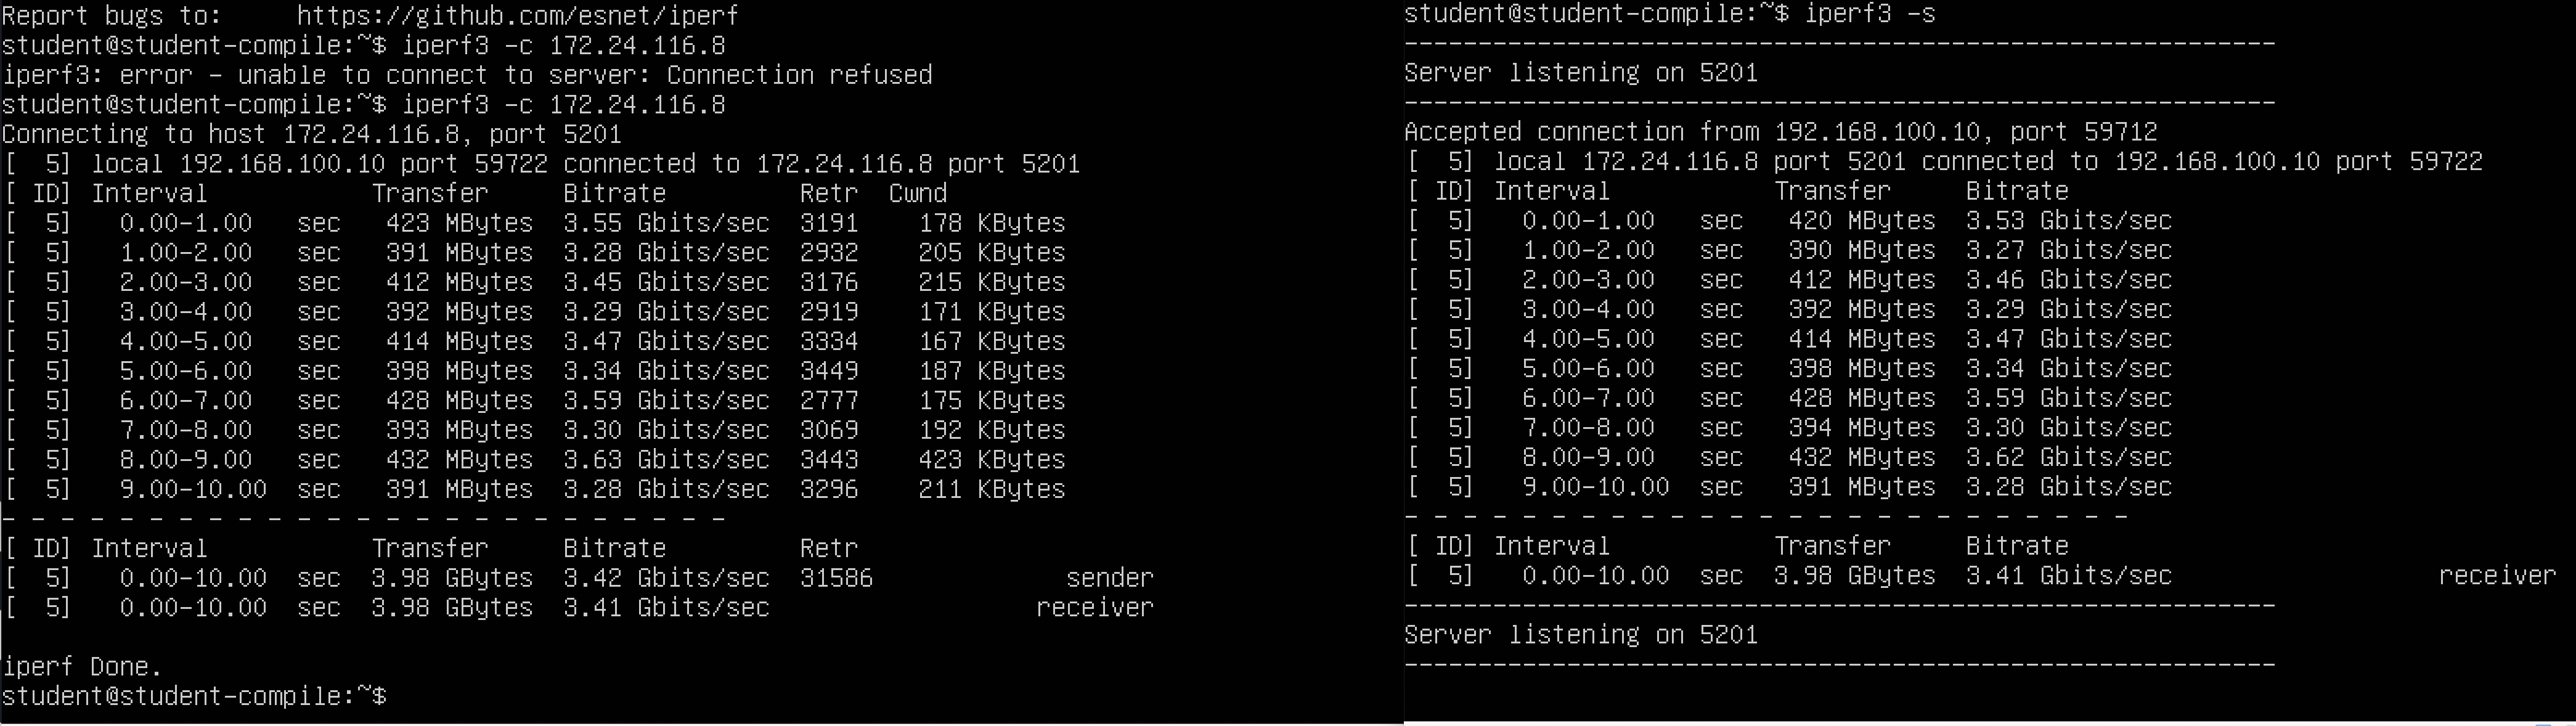 Report bugs to:     https://github.com/esnet/iperf
student@student-compile:~$ iperf3 -c 172.24.116.8
iperf3: error - unable to connect to server: Connection refused
student@student-compile:~$ iperf3 -c 172.24.116.8
Connecting to host 172.24.116.8, port 5201
[  5] local 192.168.100.10 port 59722 connected to 172.24.116.8 port 5201
[ ID] Interval           Transfer     Bitrate         Retr  Cwnd
[  5]   0.00-1.00   sec   423 MBytes  3.55 Gbits/sec  3191    178 KBytes
[  5]   1.00-2.00   sec   391 MBytes  3.28 Gbits/sec  2932    205 KBytes
[  5]   2.00-3.00   sec   412 MBytes  3.45 Gbits/sec  3176    215 KBytes
[  5]   3.00-4.00   sec   392 MBytes  3.29 Gbits/sec  2919    171 KBytes
[  5]   4.00-5.00   sec   414 MBytes  3.47 Gbits/sec  3334    167 KBytes
[  5]   5.00-6.00   sec   398 MBytes  3.34 Gbits/sec  3449    187 KBytes
[  5]   6.00-7.00   sec   428 MBytes  3.59 Gbits/sec  2777    175 KBytes
[  5]   7.00-8.00   sec   393 MBytes  3.30 Gbits/sec  3069    192 KBytes
[  5]   8.00-9.00   sec   432 MBytes  3.63 Gbits/sec  3443    423 KBytes
[  5]   9.00-10.00  sec   391 MBytes  3.28 Gbits/sec  3296    211 KBytes
- - - - - - - - - - - - - - - - - - - - - - - - -
[ ID] Interval           Transfer     Bitrate         Retr
[  5]   0.00-10.00  sec  3.98 GBytes  3.42 Gbits/sec  31586             sender
[  5]   0.00-10.00  sec  3.98 GBytes  3.41 Gbits/sec                  receiver
iperf Done.
student@student-compile:~$
student@student-compile:~$ iperf3 -s
-----------------------------------------------------------
Server listening on 5201
-----------------------------------------------------------
Accepted connection from 192.168.100.10, port 59712
[  5] local 172.24.116.8 port 5201 connected to 192.168.100.10 port 59722
[ ID] Interval           Transfer     Bitrate
[  5]   0.00-1.00   sec   420 MBytes  3.53 Gbits/sec
[  5]   1.00-2.00   sec   390 MBytes  3.27 Gbits/sec
[  5]   2.00-3.00   sec   412 MBytes  3.46 Gbits/sec
[  5]   3.00-4.00   sec   392 MBytes  3.29 Gbits/sec
[  5]   4.00-5.00   sec   414 MBytes  3.47 Gbits/sec
[  5]   5.00-6.00   sec   398 MBytes  3.34 Gbits/sec
[  5]   6.00-7.00   sec   428 MBytes  3.59 Gbits/sec
[  5]   7.00-8.00   sec   394 MBytes  3.30 Gbits/sec
[  5]   8.00-9.00   sec   432 MBytes  3.62 Gbits/sec
[  5]   9.00-10.00  sec   391 MBytes  3.28 Gbits/sec
- - - - - - - - - - - - - - - - - - - - - - - - -
[ ID] Interval           Transfer     Bitrate
[  5]   0.00-10.00  sec  3.98 GBytes  3.41 Gbits/sec                  receiver
-----------------------------------------------------------
Server listening on 5201
-----------------------------------------------------------